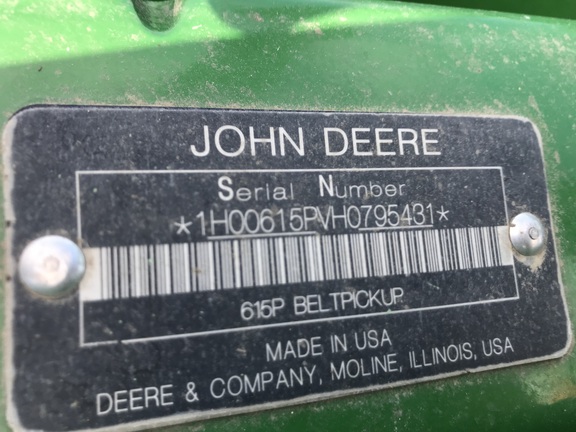 JOHN DEERE
Serial Number
*1H00615PVH0795431*
615P BELTPICKUP
MADE IN USA
DEERE & COMPANY, MOLINE, ILLINOIS, USA